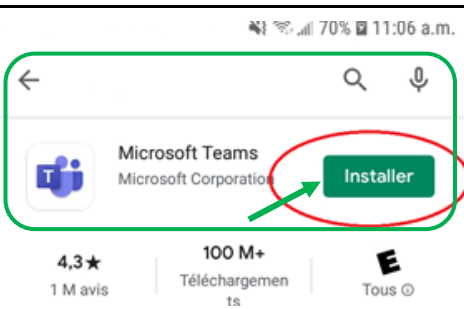 70% 11:06 a.m.
Microsoft Teams
Microsoft Corporation
Installer
T
4,3★
100 M+
E
1 M avis
Téléchargemen
ts
Tous